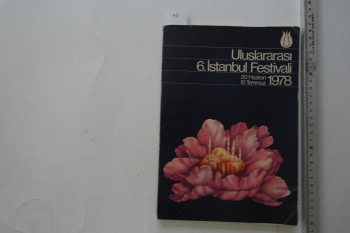 Uluslararası
6. İstanbul Festivali
20 Haziran
15 Temmuz 1978